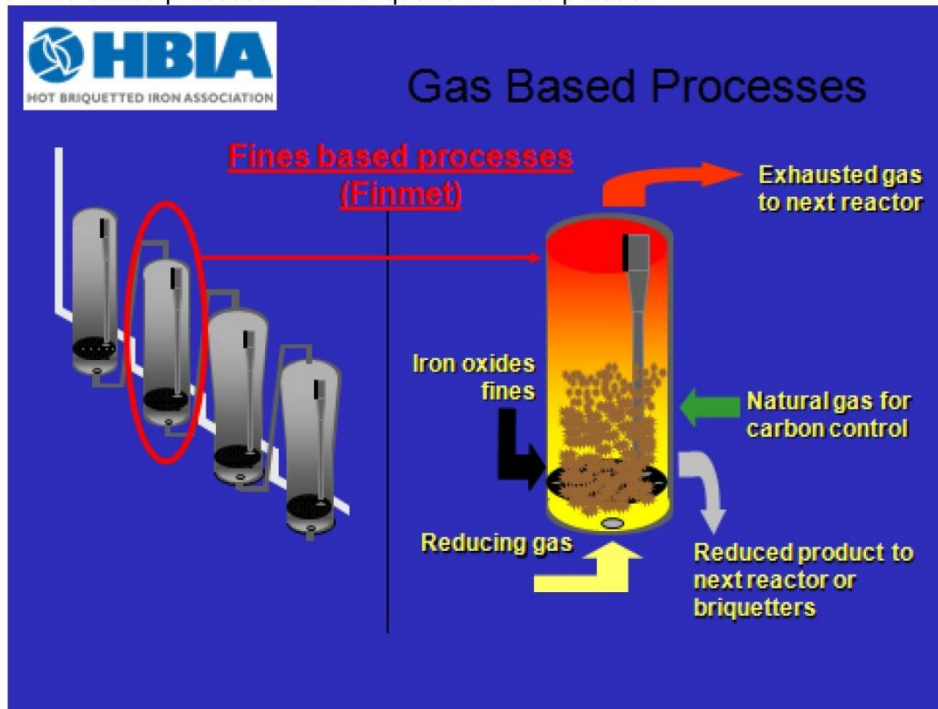 HBIA
HOT BRIQUETTED IRON ASSOCIATION
Gas Based Processes
Fines based processes
(Finmet)
Exhausted gas
to next reactor
Iron oxides
fines
Natural gas for
carbon control
Reducing gas
Reduced product to
next reactor or
briquetters